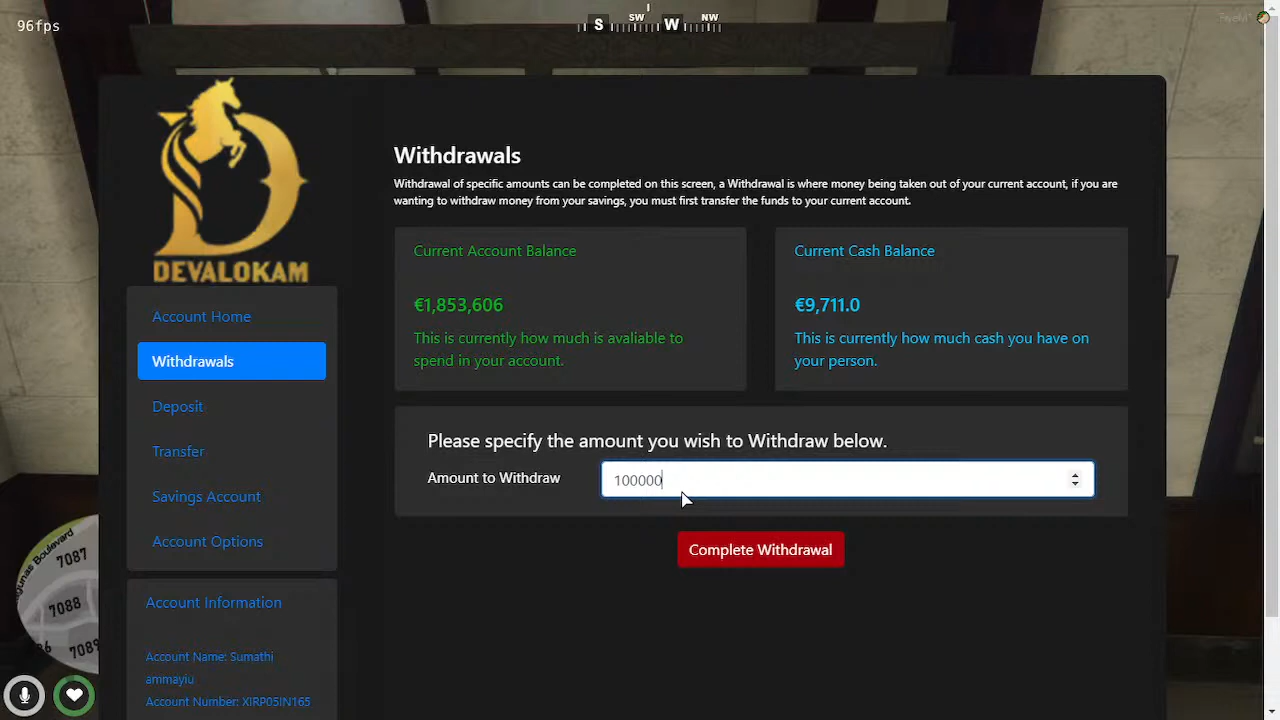 96fps
S SW W NW
FiveM
DEVALOKAM
Account Home
Withdrawals
Deposit
Transfer
Savings Account
Account Options
Account Information
Account Name: Sumathi
ammayiu
Account Number: XIRP05IN165
Withdrawals
Withdrawal of specific amounts can be completed on this screen, a Withdrawal is where money being taken out of your current account, if you are
wanting to withdraw money from your savings, you must first transfer the funds to your current account.
Current Account Balance
€1,853,606
This is currently how much is avaliable to
spend in your account.
Current Cash Balance
€9,711.0
This is currently how much cash you have on
your person.
Please specify the amount you wish to Withdraw below.
Amount to Withdraw
100000
Complete Withdrawal
7087
7088
7089